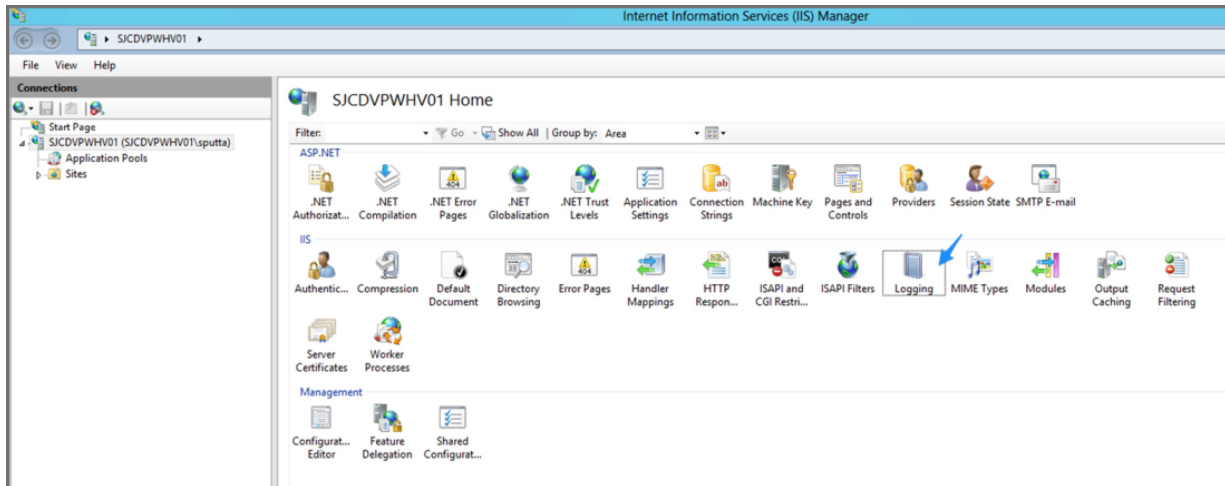 Internet Information Services (IIS) Manager
SJCDVPWHV01
File View Help
Connections
Start Page
SJCDVPWHV01 (SJCDVPWHV01\sputta)
Application Pools
Sites
SJCDVPWHV01 Home
Filter: Go Show All Group by: Area
ASP.NET
.NET Authorizat...
.NET Compilation
.NET Error Pages
.NET Globalization
.NET Trust Levels
Application Settings
Connection Strings
Machine Key
Pages and Controls
Providers
Session State
SMTP E-mail
IIS
Authentic...
Compression
Default Document
Directory Browsing
Error Pages
Handler Mappings
HTTP Respon...
ISAPI and CGI Restri...
ISAPI Filters
Logging
MIME Types
Modules
Output Caching
Request Filtering
Server Certificates
Worker Processes
Management
Configurat... Editor
Feature Delegation
Shared Configurat...